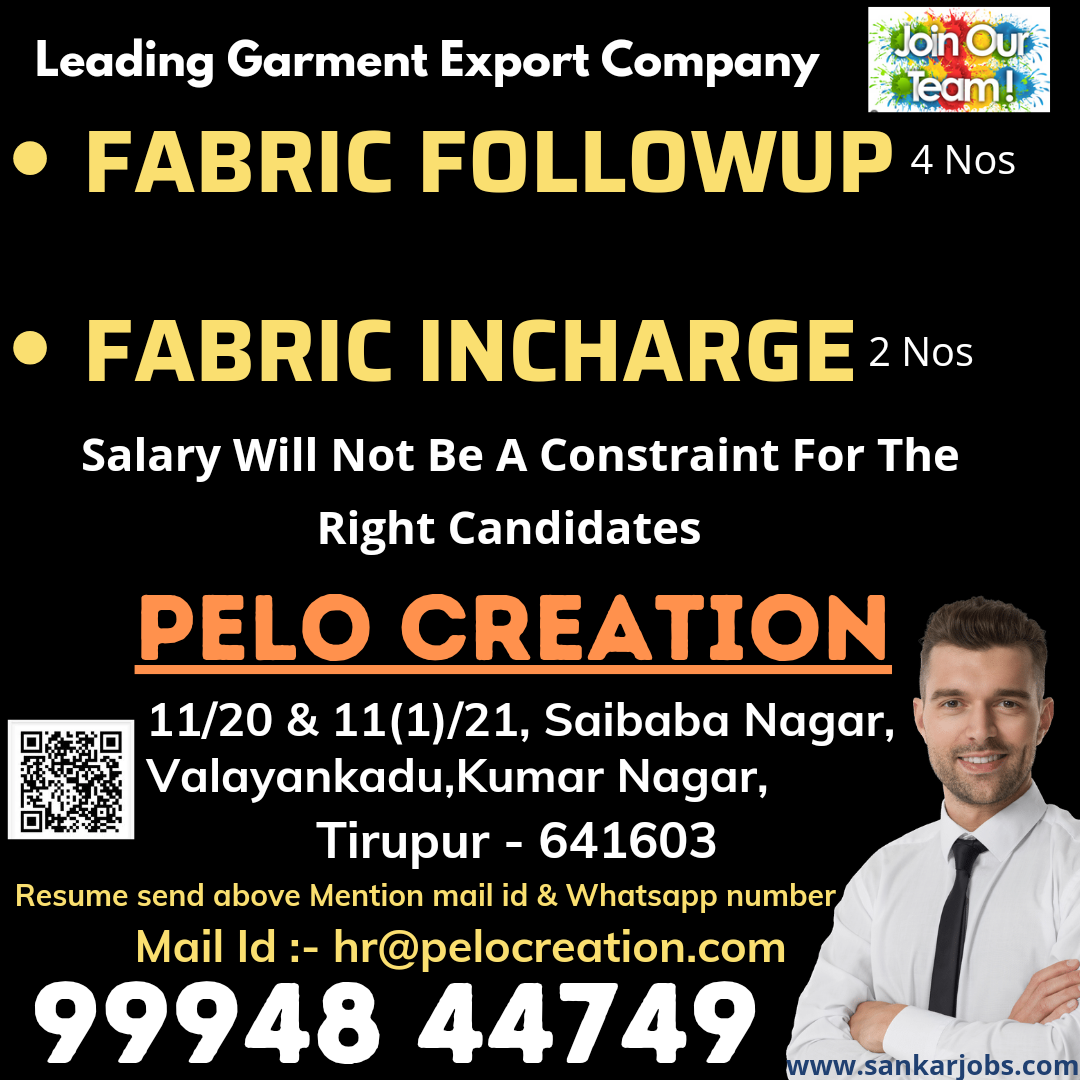 Leading Garment Export Company
Join Our
Team!
• FABRIC FOLLOWUP 4 Nos
• FABRIC INCHARGE 2 Nos
Salary Will Not Be A Constraint For The
Right Candidates
PELO CREATION
11/20 & 11(1)/21, Saibaba Nagar,
Valayankadu,Kumar Nagar,
Tirupur - 641603
Resume send above Mention mail id & Whatsapp number
Mail Id :- hr@pelocreation.com
99948 44749
www.sankarjobs.com